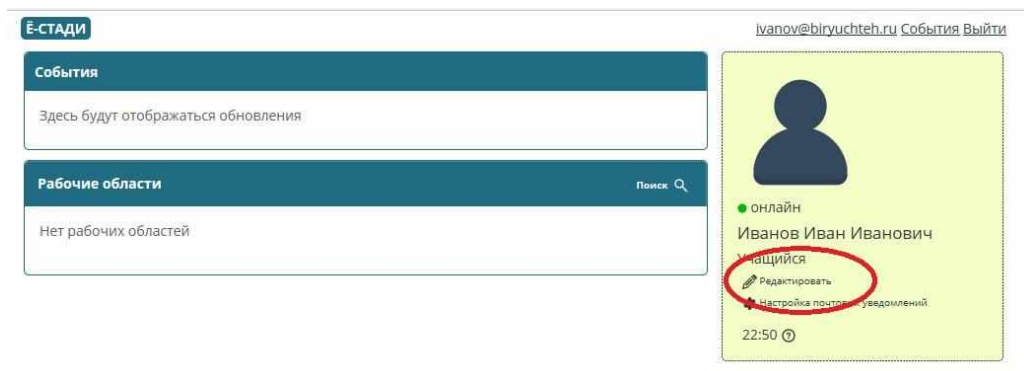 Ё-СТАДИ
ivanov@biryuchteh.ru События Выйти
События
Здесь будут отображаться обновления
Рабочие области
Поиск
Нет рабочих областей
онлайн
Иванов Иван Иванович
Учащийся
Редактировать
Настройка почтовых уведомлений
22:50